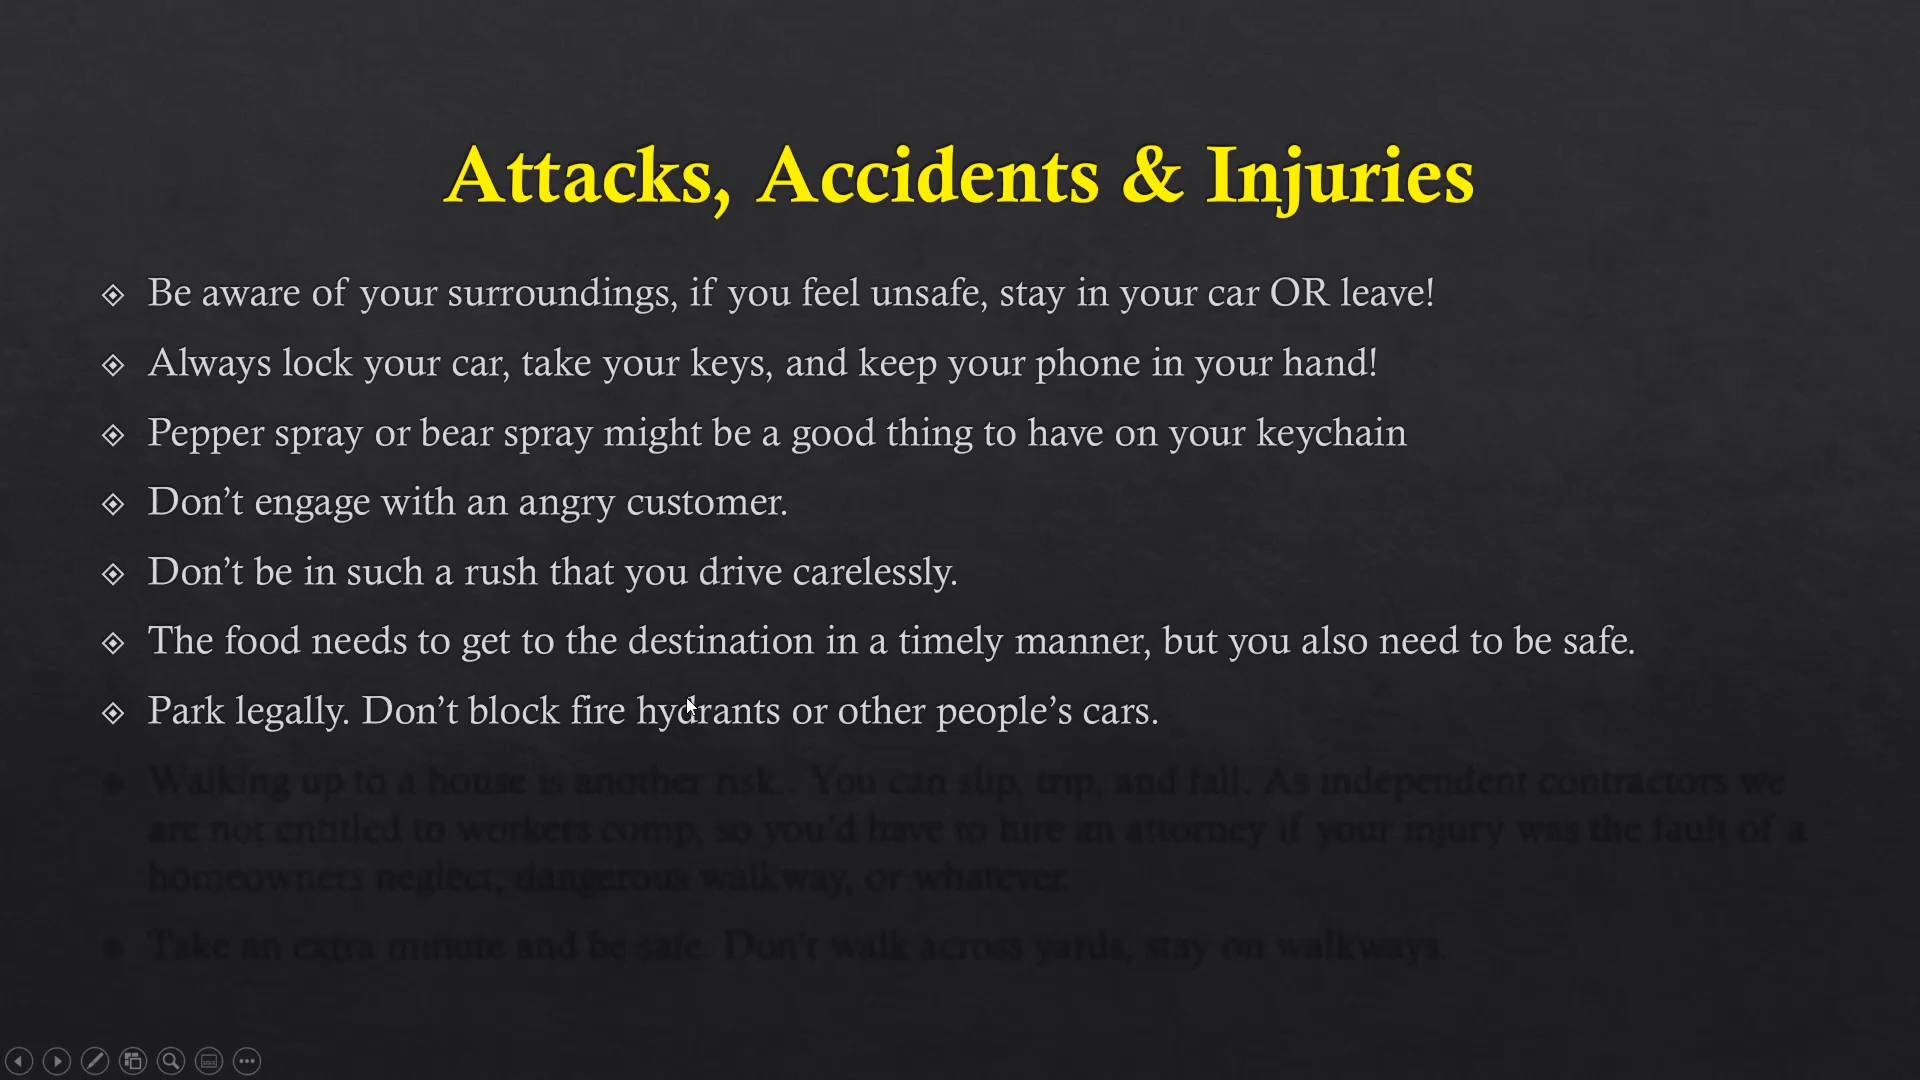 Attacks, Accidents & Injuries
Be aware of your surroundings, if you feel unsafe, stay in your car OR leave!
Always lock your car, take your keys, and keep your phone in your hand!
Pepper spray or bear spray might be a good thing to have on your keychain
Don’t engage with an angry customer.
Don’t be in such a rush that you drive carelessly.
The food needs to get to the destination in a timely manner, but you also need to be safe.
Park legally. Don’t block fire hydrants or other people’s cars.
Walking up to a house is another risk.. You can slip, trip, and fall. As independent contractors we
are not entitled to workers comp, so you’d have to hire an attorney if your injury was the fault of a
homeowners neglect, dangerous walkway, or whatever.
Take an extra minute and be safe. Don’t walk across yards, stay on walkways.